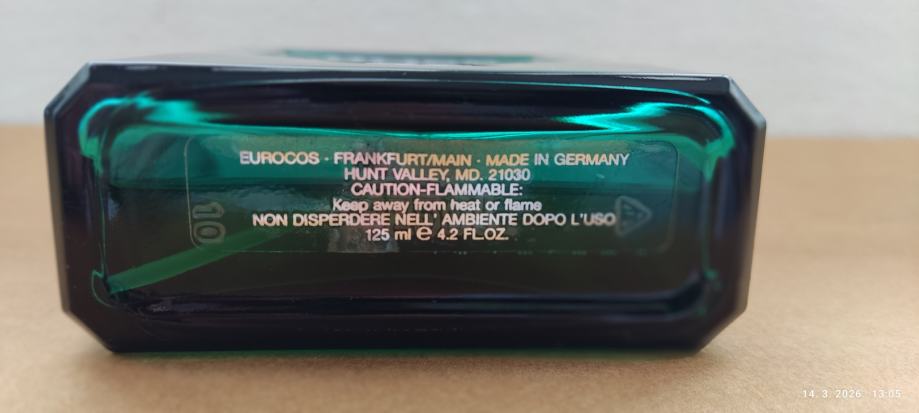 EUROCOS · FRANKFURT/MAIN · MADE IN GERMANY
HUNT VALLEY, MD. 21030
CAUTION-FLAMMABLE:
Keep away from heat or flame
NON DISPERDERE NELL' AMBIENTE DOPO L'USO
125 ml ℮ 4.2 FL.OZ.
10
14. 3. 2026 13:05